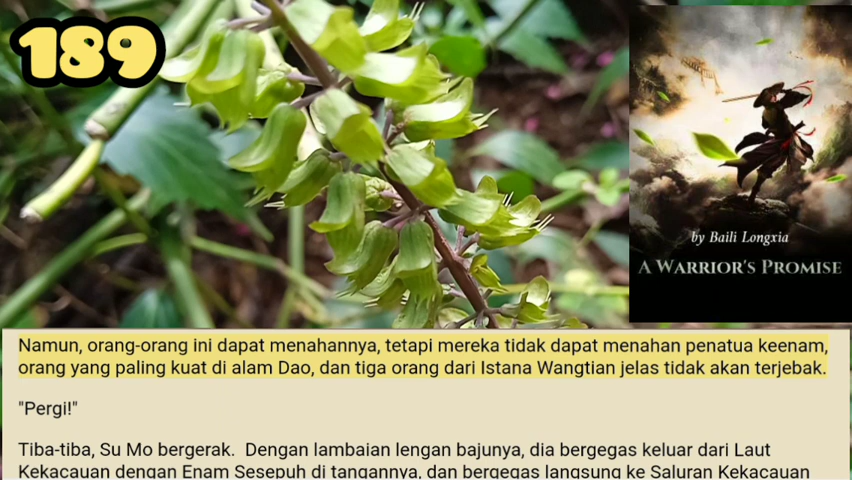 189
by Baili Longxia
A WARRIOR'S PROMISE
Namun, orang-orang ini dapat menahannya, tetapi mereka tidak dapat menahan penatua keenam,
orang yang paling kuat di alam Dao, dan tiga orang dari Istana Wangtian jelas tidak akan terjebak.
"Pergi!"
Tiba-tiba, Su Mo bergerak.  Dengan lambaian lengan bajunya, dia bergegas keluar dari Laut
Kekacauan dengan Enam Sesepuh di tangannya, dan bergegas langsung ke Saluran Kekacauan